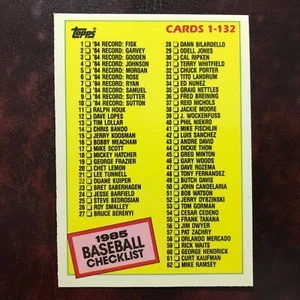 Topps
CARDS 1-132
1 '84 RECORD: FISK
2 '84 RECORD: GARVEY
3 '84 RECORD: GOODEN
4 '84 RECORD: JOHNSON
5 '84 RECORD: MORGAN
6 '84 RECORD: ROSE
7 '84 RECORD: RYAN
8 '84 RECORD: SAMUEL
9 '84 RECORD: SUTTER
10 '84 RECORD: SUTTON
11 RALPH HOUK
12 DAVE LOPES
13 TIM LOLLAR
14 CHRIS BANDO
15 JERRY KOOSMAN
16 BOBBY MEACHAM
17 MIKE SCOTT
18 MICKEY HATCHER
19 GEORGE FRAZIER
20 CHET LEMON
21 LEE TUNNELL
22 DUANE KUIPER
23 BRET SABERHAGEN
24 JESSE BARFIELD
25 STEVE BEDROSIAN
26 ROY SMALLEY
27 BRUCE BERENYI
28 DANN BILARDELLO
29 ODELL JONES
30 CAL RIPKEN
31 TERRY WHITFIELD
32 CHUCK PORTER
33 TITO LANDRUM
34 ED NUNEZ
35 GRAIG NETTLES
36 FRED BREINING
37 REID NICHOLS
38 JACKIE MOORE
39 J. WOCKENFUSS
40 PHIL NIEKRO
41 MIKE FISCHLIN
42 LUIS SANCHEZ
43 ANDRE DAVID
44 DICKIE THON
45 GREG MINTON
46 GARY WOODS
47 DAVE ROZEMA
48 TONY FERNANDEZ
49 BUTCH DAVIS
50 JOHN CANDELARIA
51 BOB WATSON
52 JERRY DYBZINSKI
53 TOM GORMAN
54 CESAR CEDENO
55 FRANK TANANA
56 JIM DWYER
57 PAT ZACHRY
58 ORLANDO MERCADO
59 RICK WAITS
60 GEORGE HENDRICK
61 CURT KAUFMAN
62 MIKE RAMSEY
1985
BASEBALL
CHECKLIST